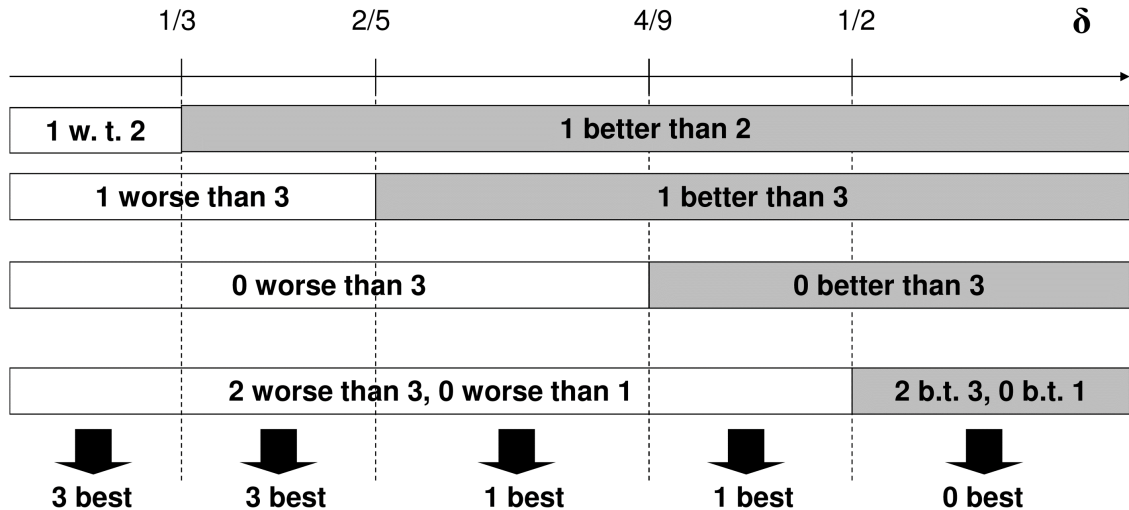 1/3 2/5 4/9 1/2 δ
1 w. t. 2 1 better than 2
1 worse than 3 1 better than 3
0 worse than 3 0 better than 3
2 worse than 3, 0 worse than 1 2 b.t. 3, 0 b.t. 1
3 best 3 best 1 best 1 best 0 best